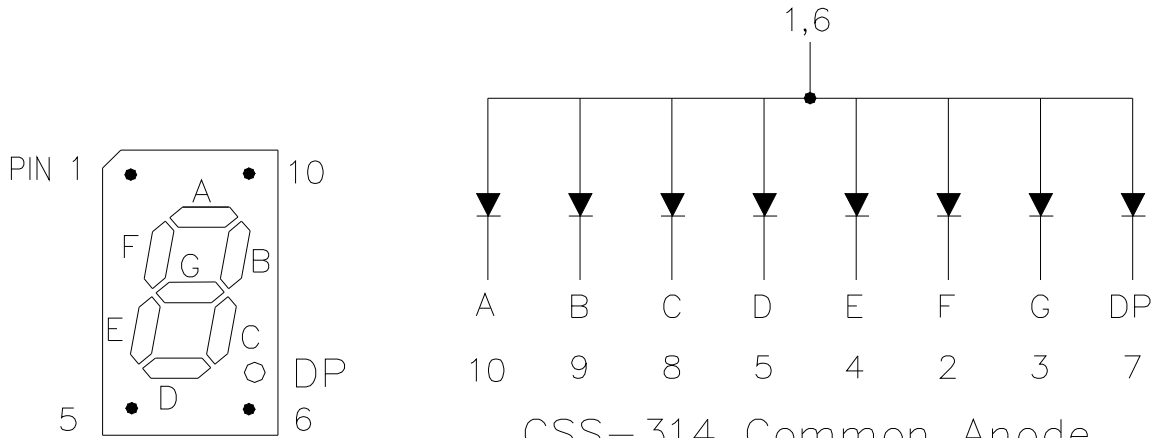 1,6
PIN 1
10
A
F
B
G
E
C
D
DP
5
6
A B C D E F G DP
10 9 8 5 4 2 3 7
CSS-314 Common Anode